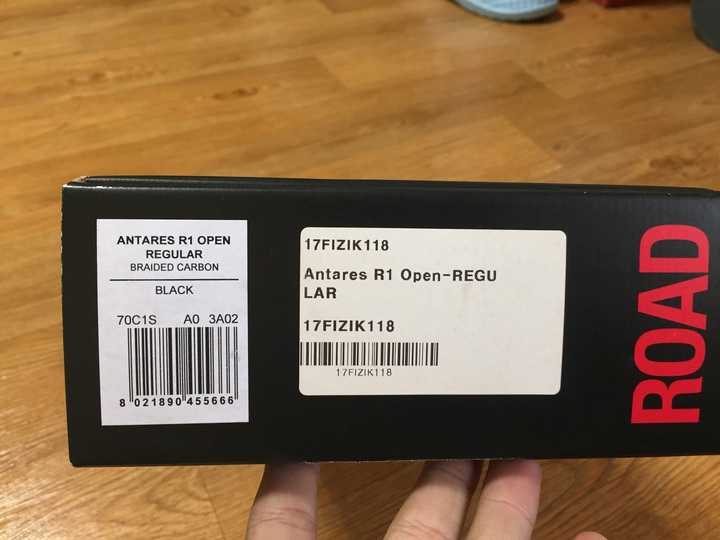 ANTARES R1 OPEN
REGULAR
BRAIDED CARBON
BLACK
70C1S A0 3A02
8 021890 455666
17FIZIK118
Antares R1 Open-REGU
LAR
17FIZIK118
17FIZIK118
ROAD